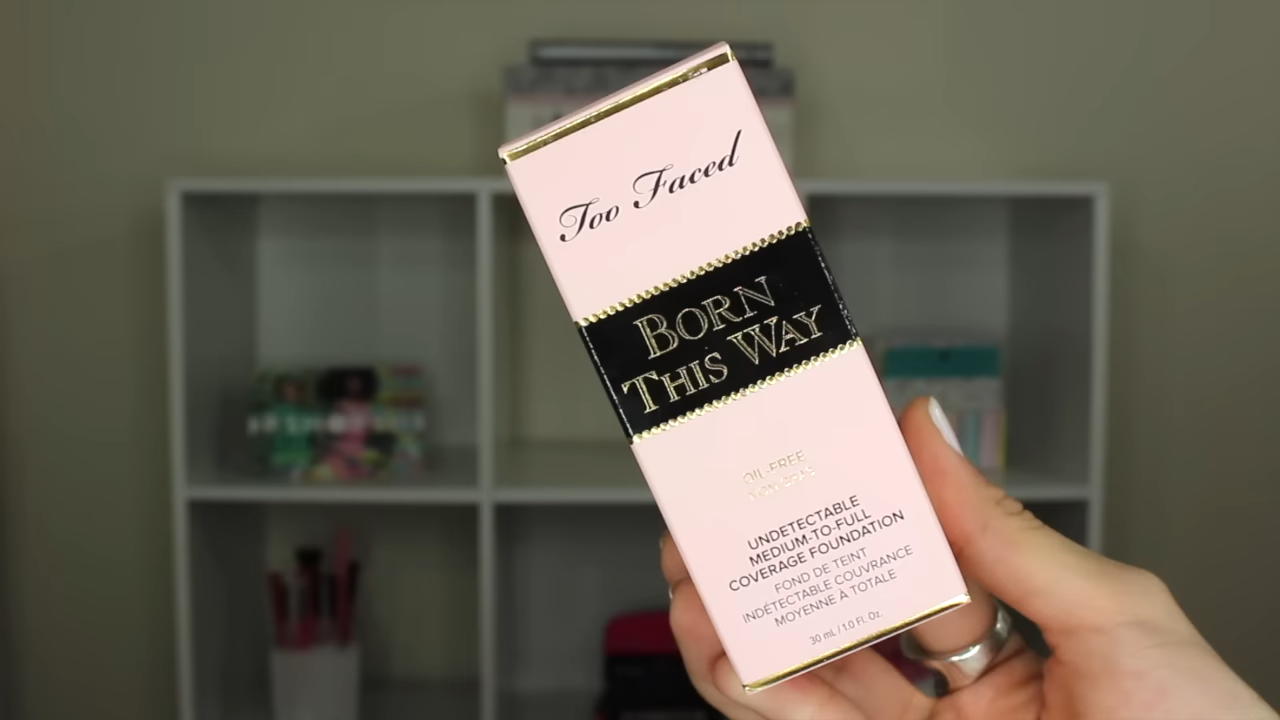 Too Faced
BORN
THIS WAY
OIL-FREE
UNDETECTABLE
MEDIUM-TO-FULL
COVERAGE FOUNDATION
FOND DE TEINT
INDÉTECTABLE COUVRANCE
MOYENNE À TOTALE
30 mL / 1.0 FL. Oz.